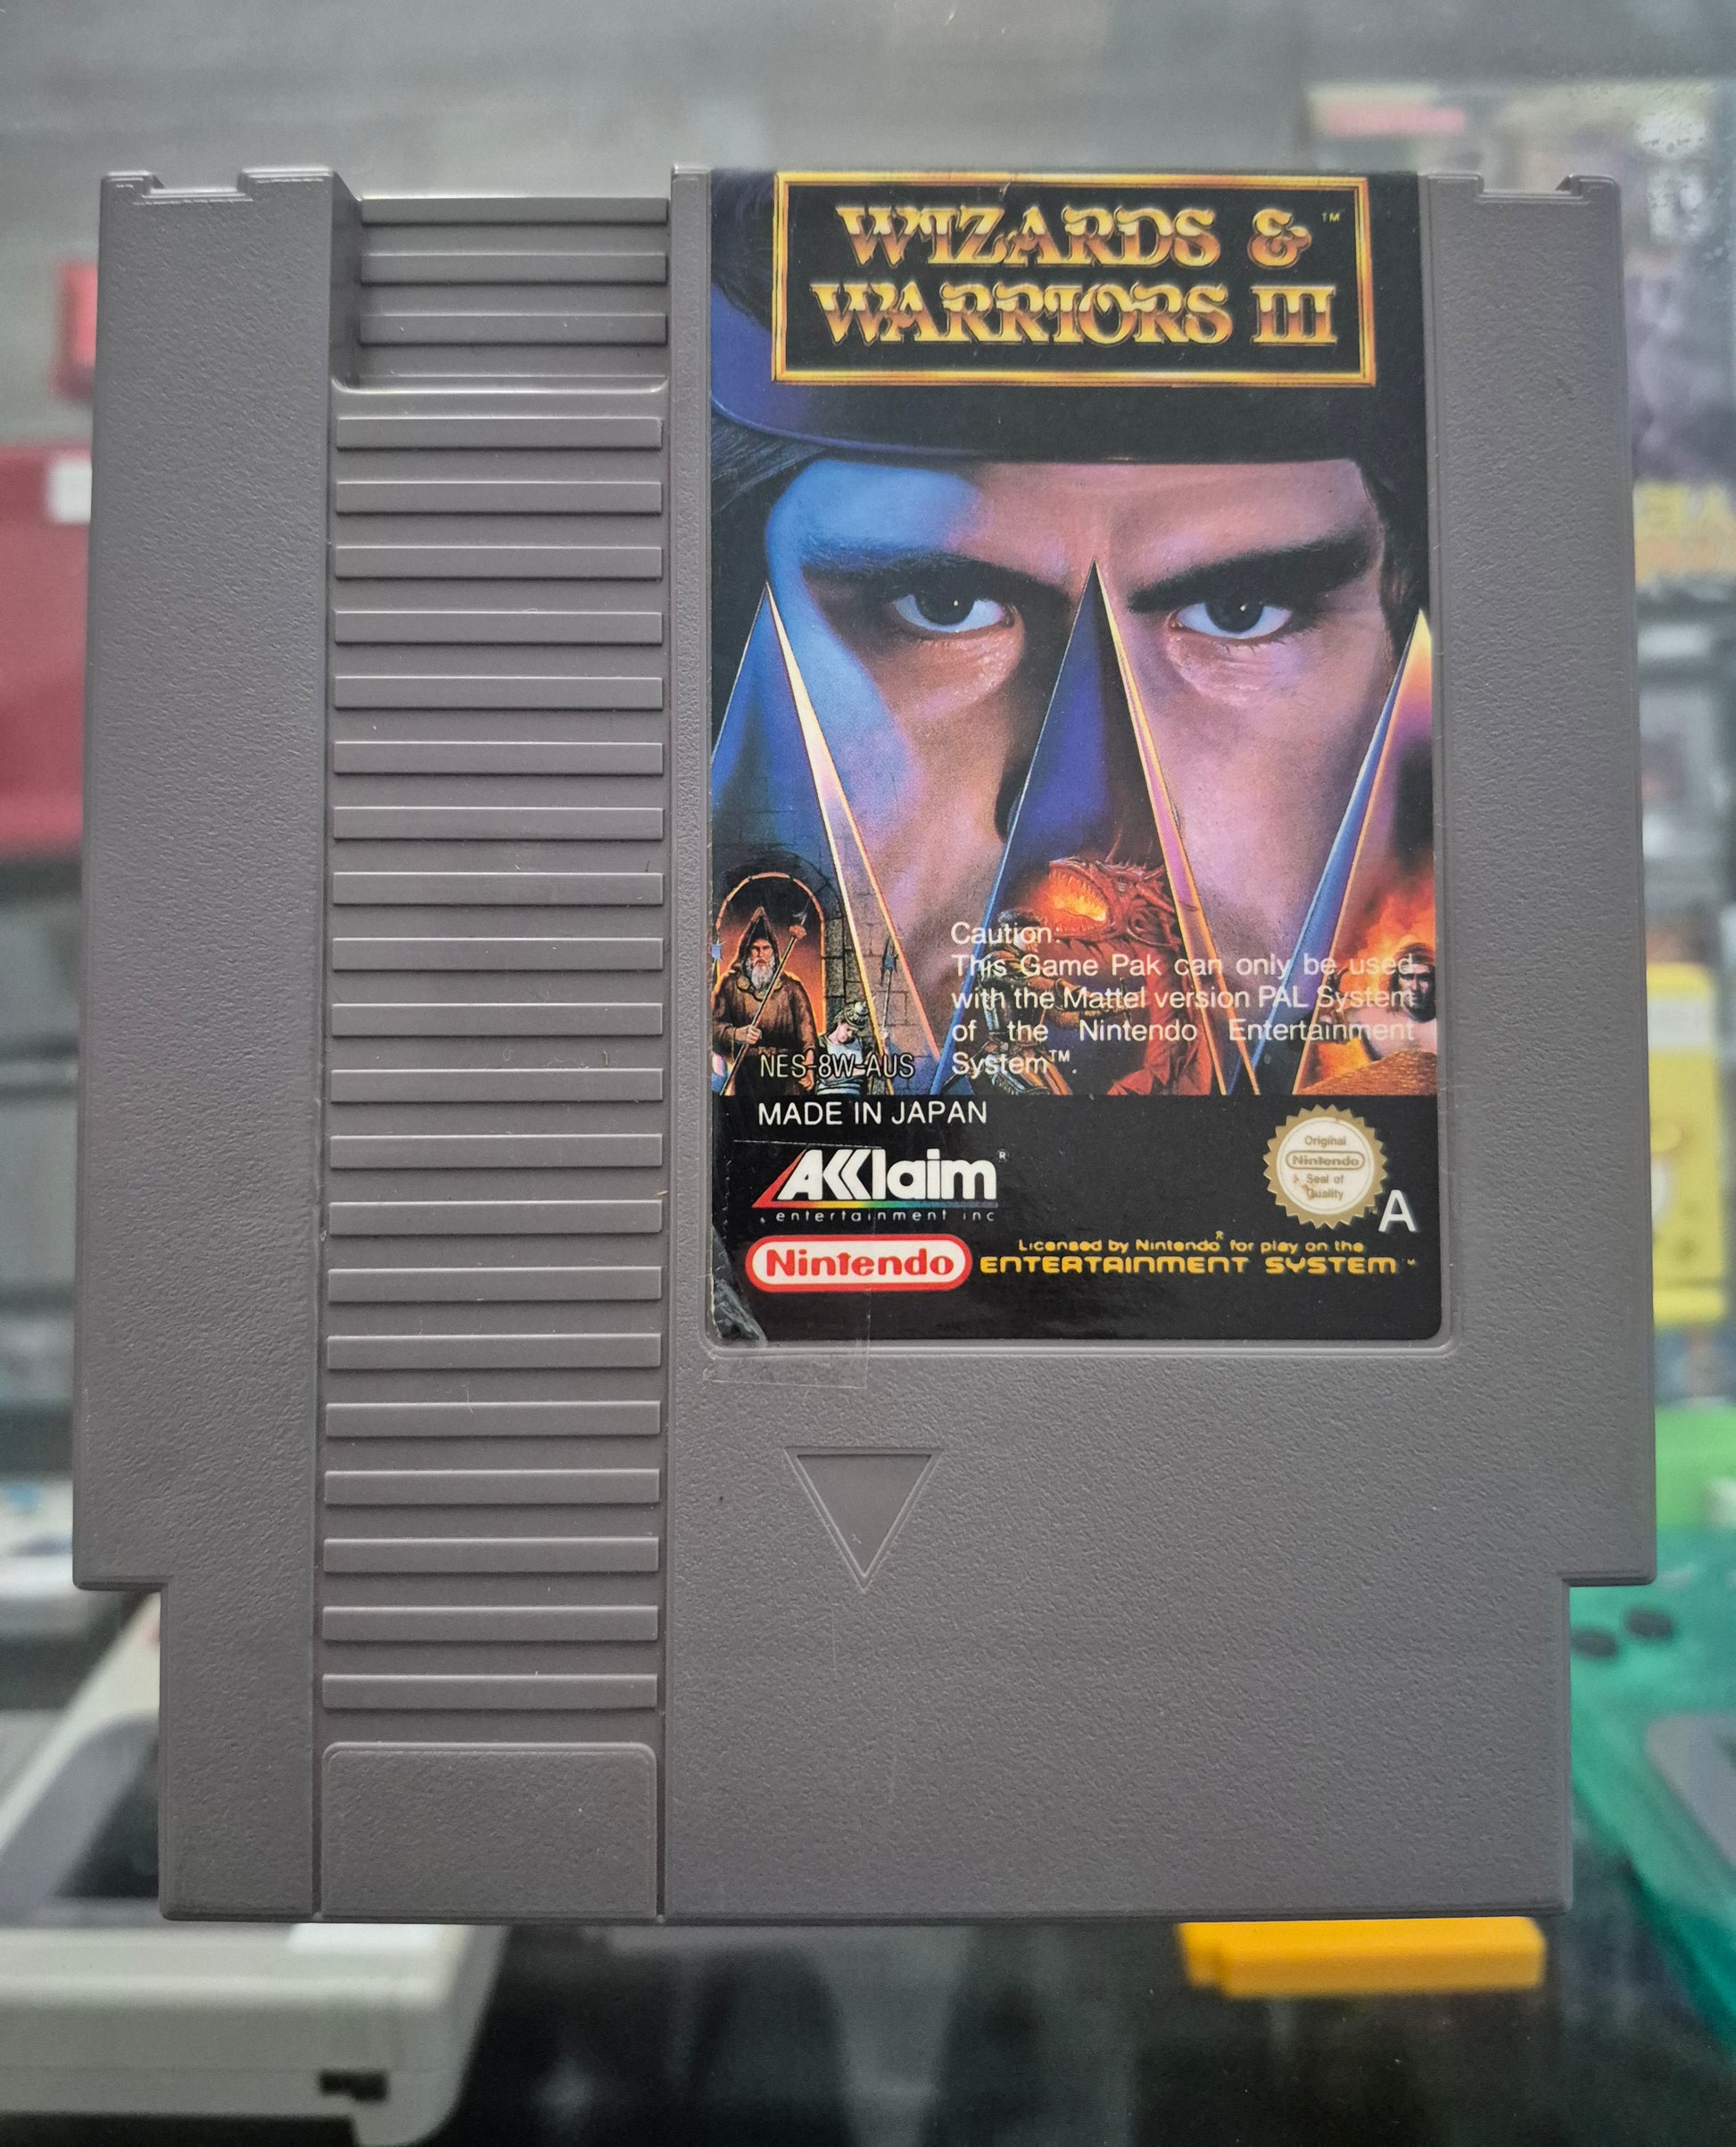 WIZARDS & ™
WARRIORS III
Caution:
This Game Pak can only be used
with the Mattel version PAL System
of the Nintendo Entertainment
System™.
NES-8W-AUS
MADE IN JAPAN
AKKlaim®
entertainment inc
Original
Nintendo
Seal of
Quality
A
Nintendo®
Licensed by Nintendo® for play on the
ENTERTAINMENT SYSTEM™